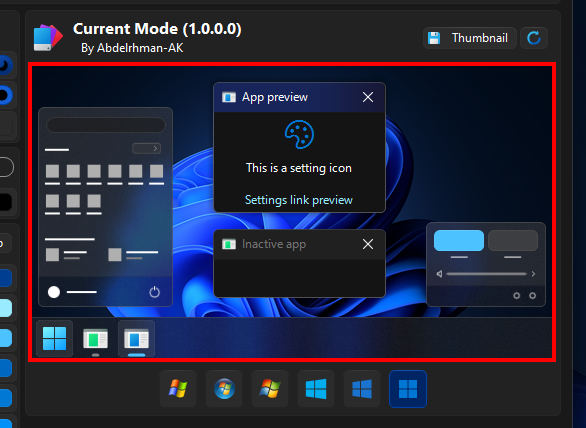 Current Mode (1.0.0.0)
By Abdelrhman-AK
Thumbnail
App preview
This is a setting icon
Settings link preview
Inactive app